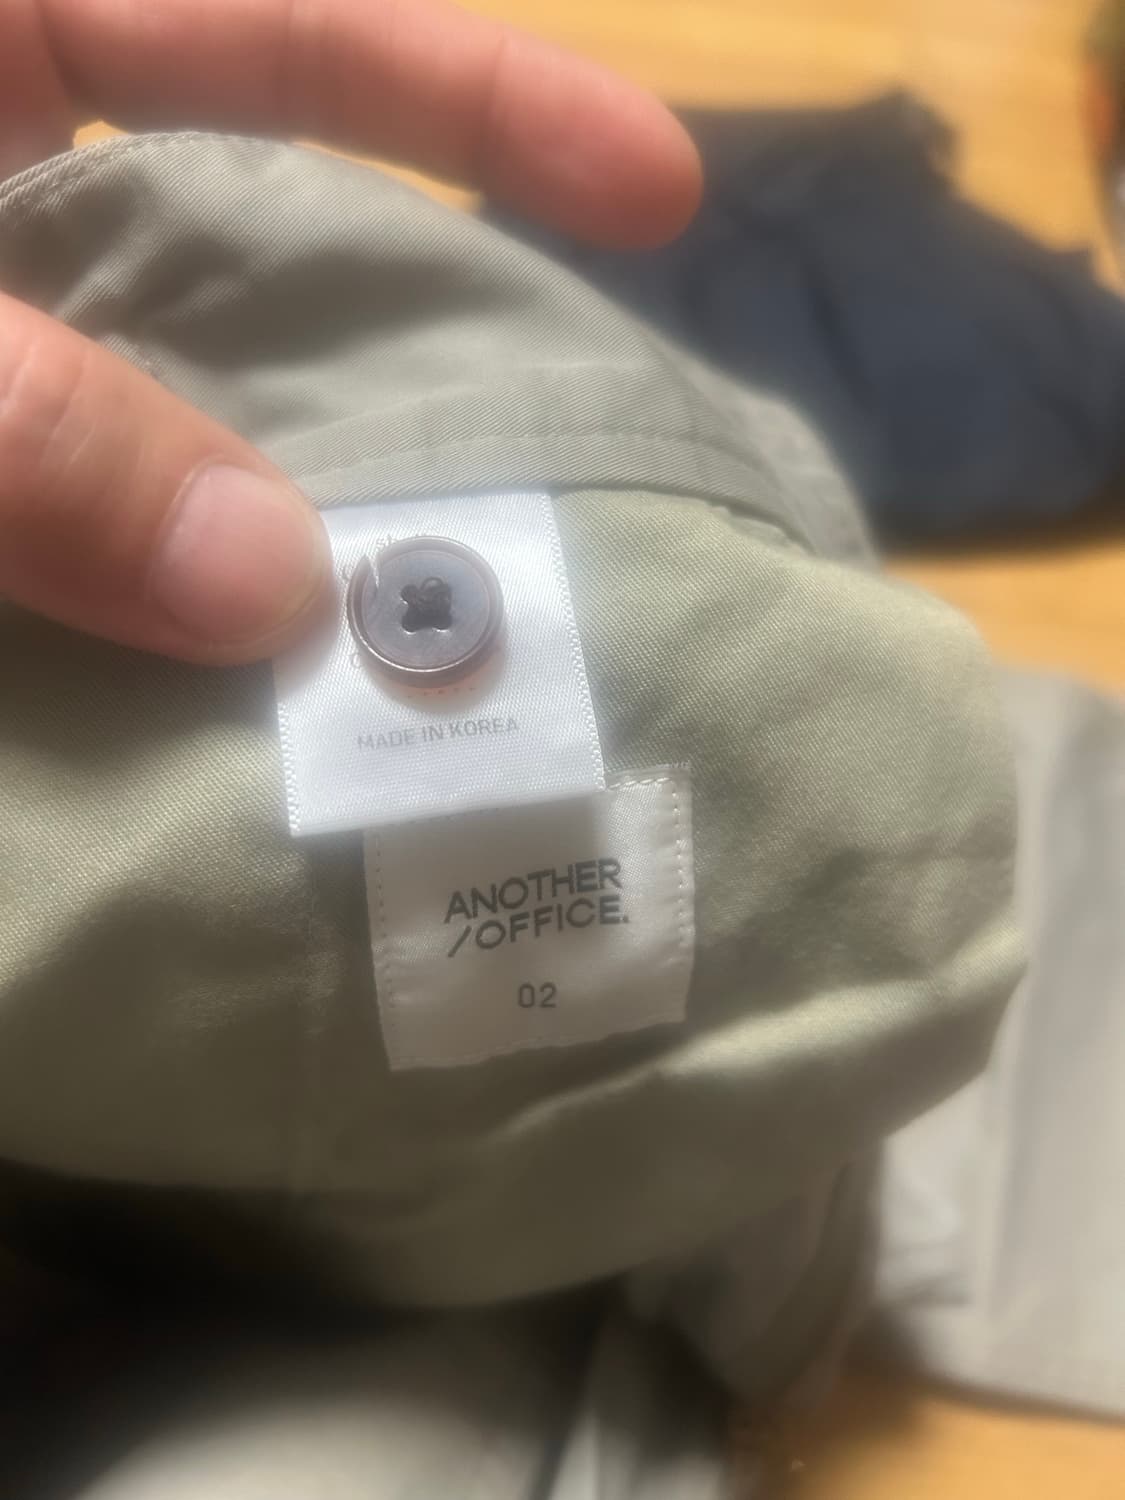 MADE IN KOREA
ANOTHER
/OFFICE.
02